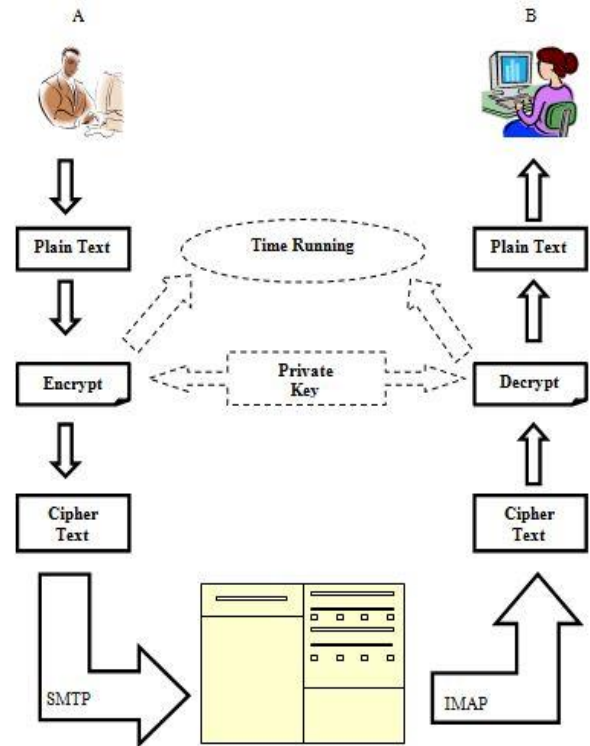 A
B
Plain Text
Time Running
Plain Text
Encrypt
Private
Key
Decrypt
Cipher
Text
Cipher
Text
SMTP
IMAP